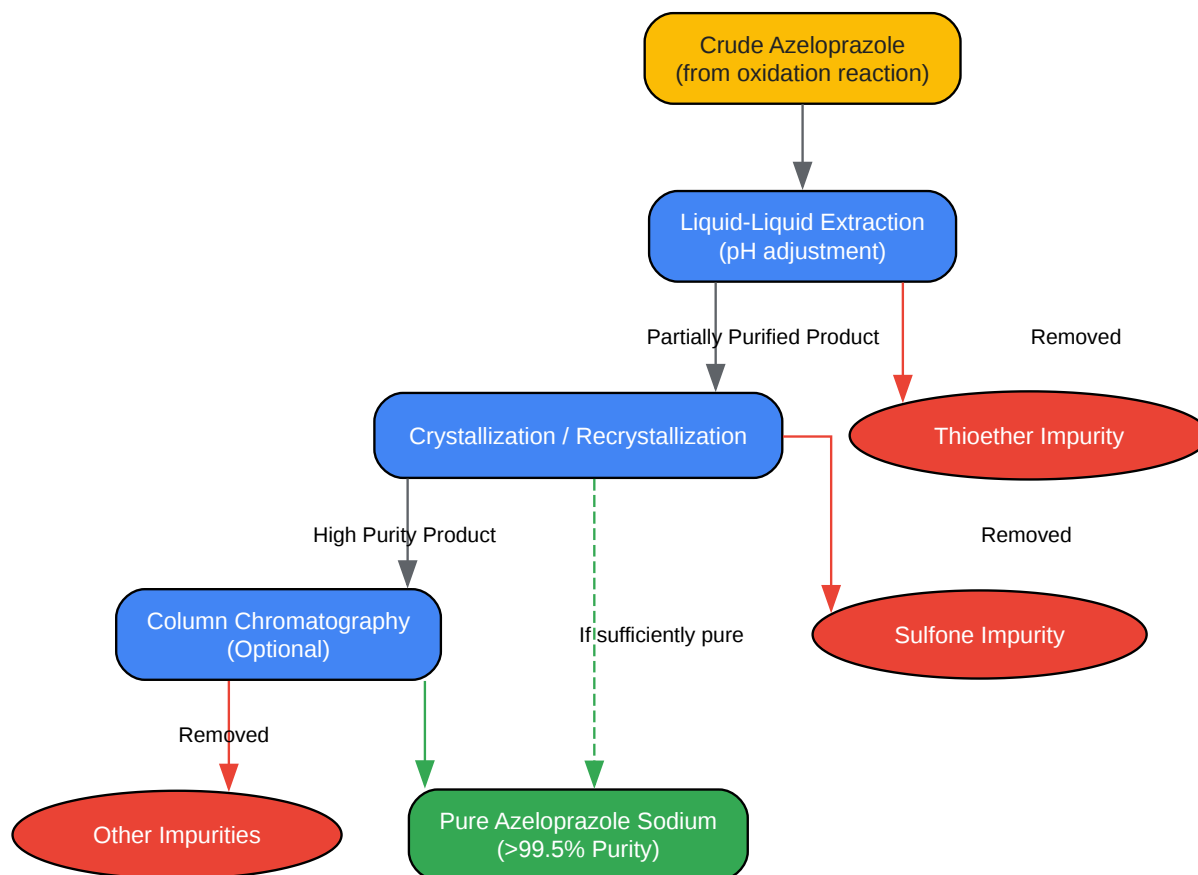 Crude Azeloprazole
(from oxidation reaction)
Liquid-Liquid Extraction
(pH adjustment)
Partially Purified Product
Removed
Crystallization / Recrystallization
Thioether Impurity
High Purity Product
Removed
Column Chromatography
(Optional)
If sufficiently pure
Sulfone Impurity
Removed
Other Impurities
Pure Azeloprazole Sodium
(>99.5% Purity)